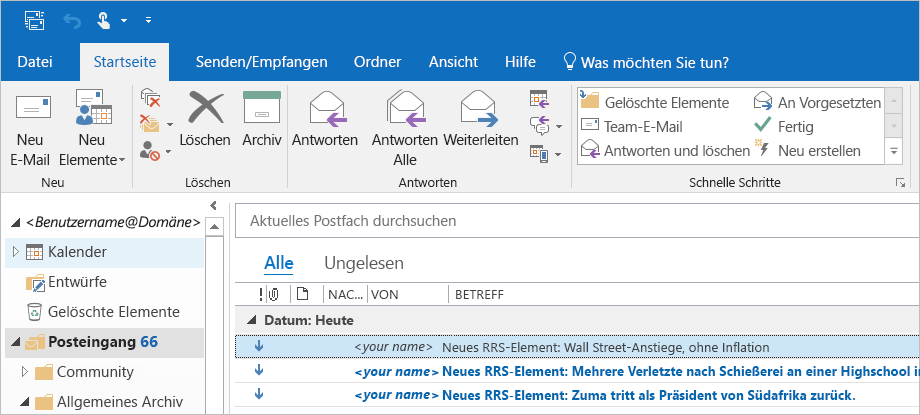 Datei Startseite Senden/Empfangen Ordner Ansicht Hilfe Was möchten Sie tun?
Neu E-Mail
Neu Elemente
Löschen
Archiv
Antworten
Antworten Alle
Weiterleiten
Gelöschte Elemente
An Vorgesetzten
Team-E-Mail
Fertig
Antworten und löschen
Neu erstellen
Neu Löschen Antworten Schnelle Schritte
<Benutzername@Domäne>
Kalender
Entwürfe
Gelöschte Elemente
Posteingang 66
Community
Allgemeines Archiv
Aktuelles Postfach durchsuchen
Alle Ungelesen
! NAC... VON BETREFF
Datum: Heute
<your name> Neues RRS-Element: Wall Street-Anstiege, ohne Inflation
<your name> Neues RRS-Element: Mehrere Verletzte nach Schießerei an einer Highschool i
<your name> Neues RRS-Element: Zuma tritt als Präsident von Südafrika zurück.